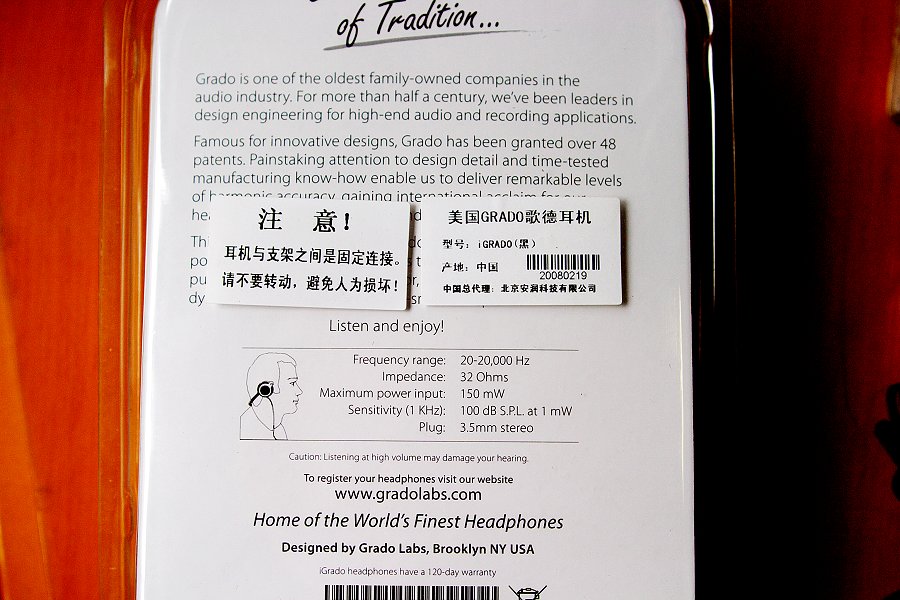 of Tradition...
Grado is one of the oldest family-owned companies in the
audio industry. For more than half a century, we've been leaders in
design engineering for high-end audio and recording applications.
Famous for innovative designs, Grado has been granted over 48
patents. Painstaking attention to design detail and time-tested
manufacturing know-how enable us to deliver remarkable levels
of harmonic accuracy, gaining international acclaim for our
注 意!
耳机与支架之间是固定连接。
请不要转动，避免人为损坏!
美国GRADO歌德耳机
型号: iGRADO(黑)
产地: 中国
20080219
中国总代理: 北京安润科技有限公司
Listen and enjoy!
Frequency range: 20-20,000 Hz
Impedance: 32 Ohms
Maximum power input: 150 mW
Sensitivity (1 KHz): 100 dB S.P.L. at 1 mW
Plug: 3.5mm stereo
Caution: Listening at high volume may damage your hearing.
To register your headphones visit our website
www.gradolabs.com
Home of the World's Finest Headphones
Designed by Grado Labs, Brooklyn NY USA
iGrado headphones have a 120-day warranty